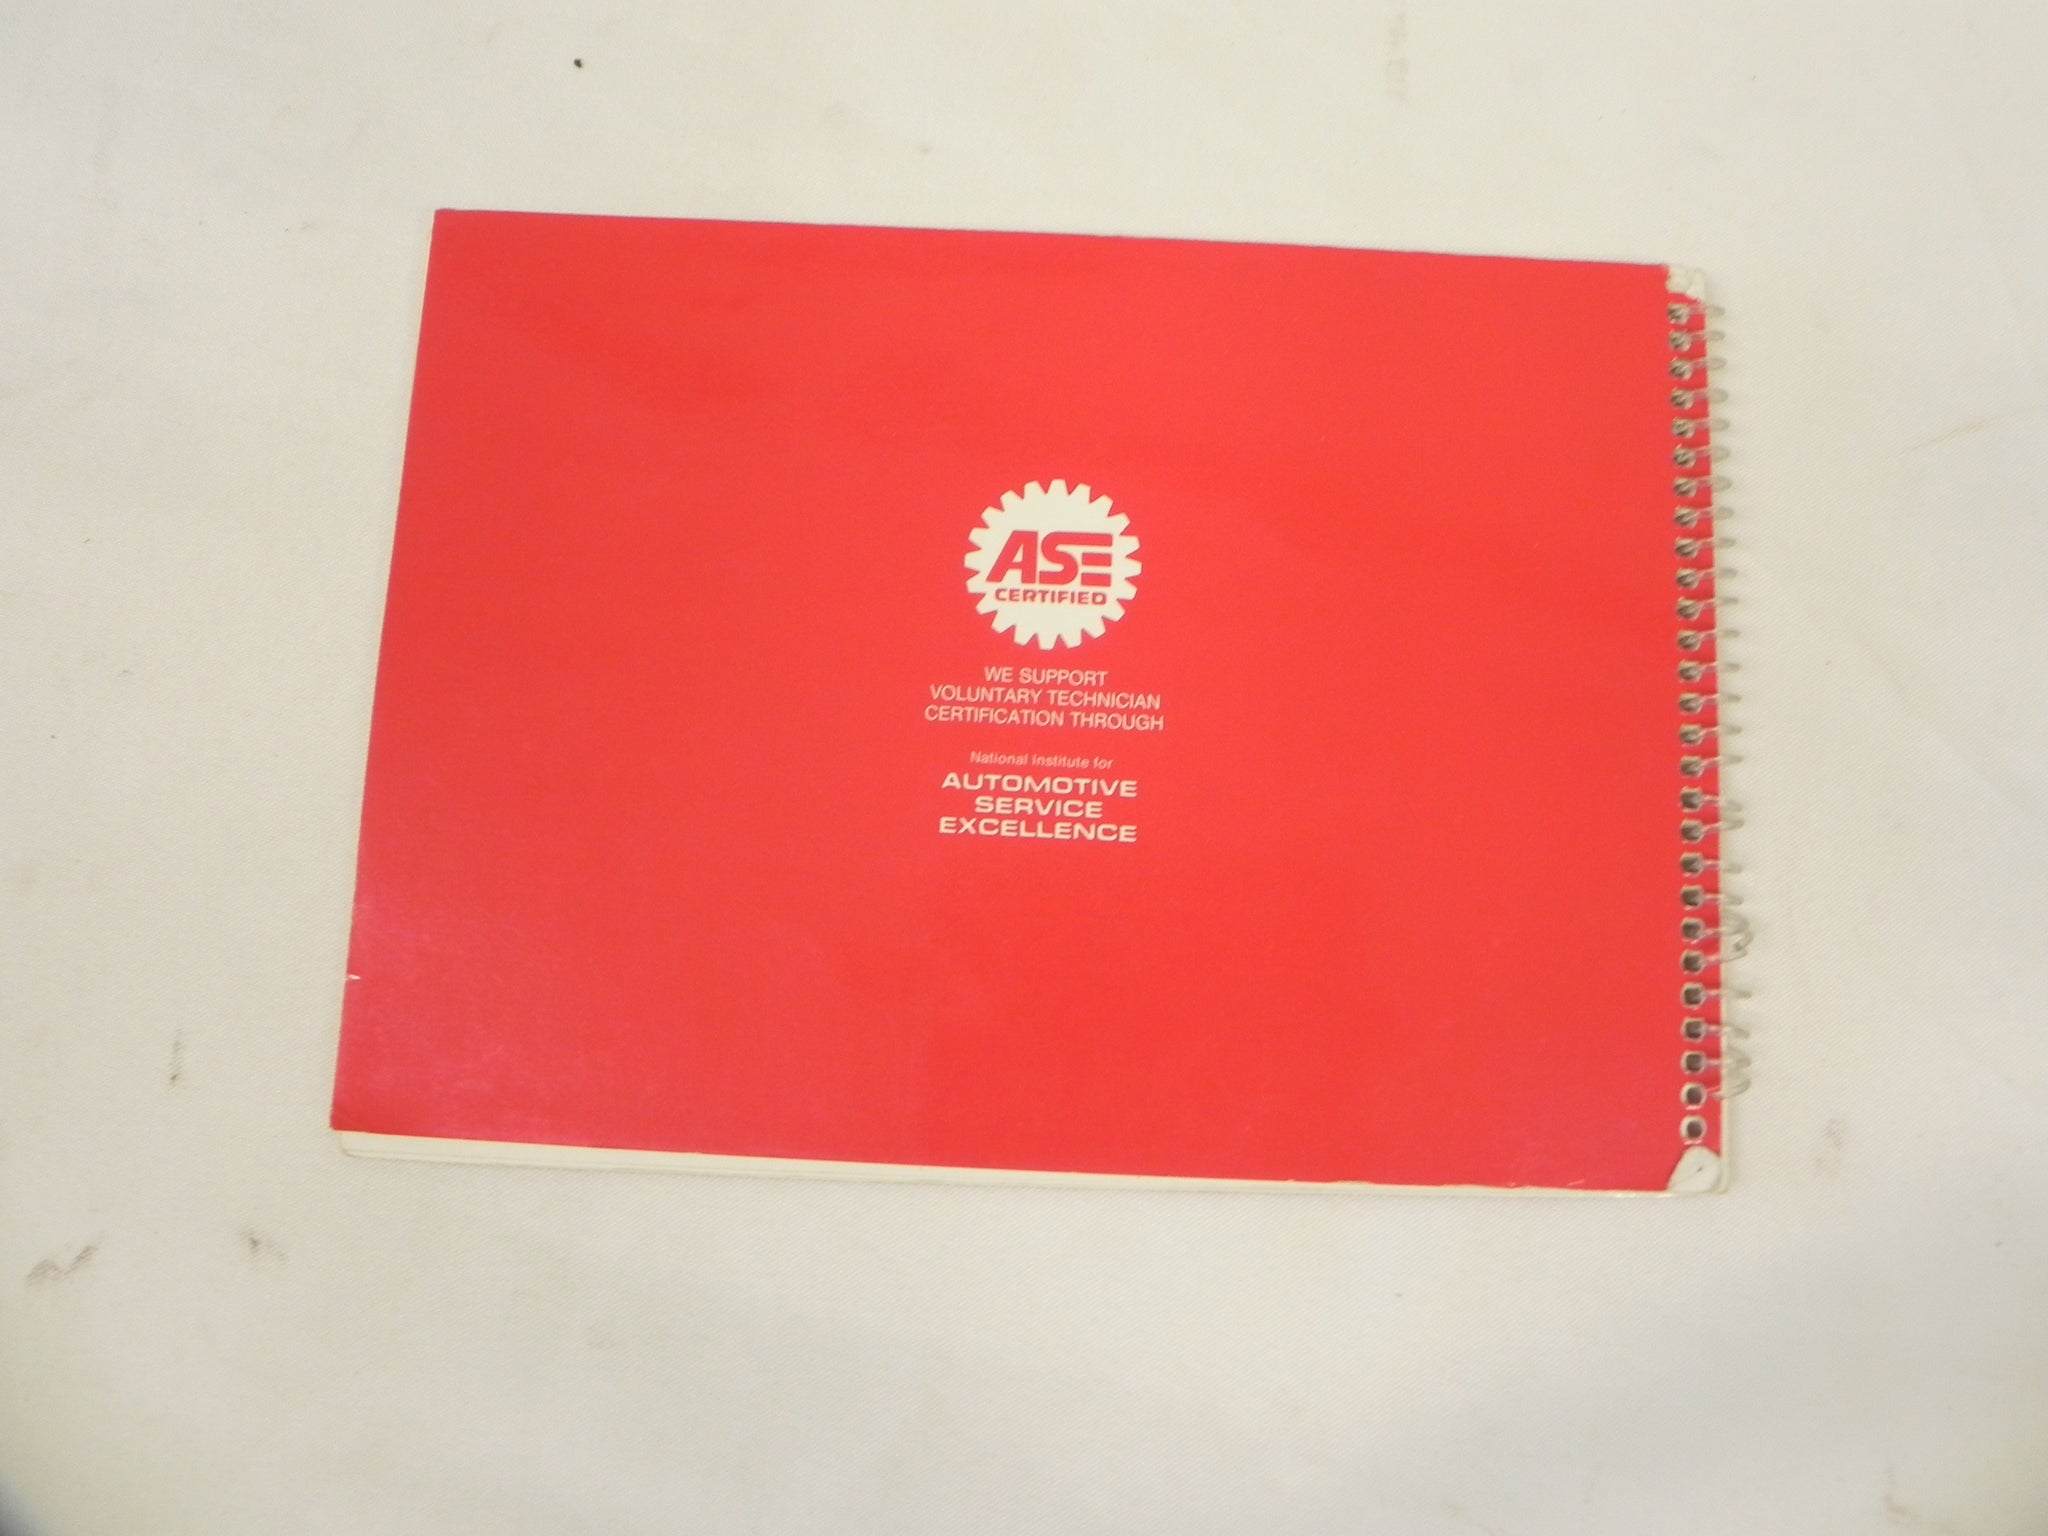 ASE
CERTIFIED
WE SUPPORT
VOLUNTARY TECHNICIAN
CERTIFICATION THROUGH
National Institute for
AUTOMOTIVE
SERVICE
EXCELLENCE